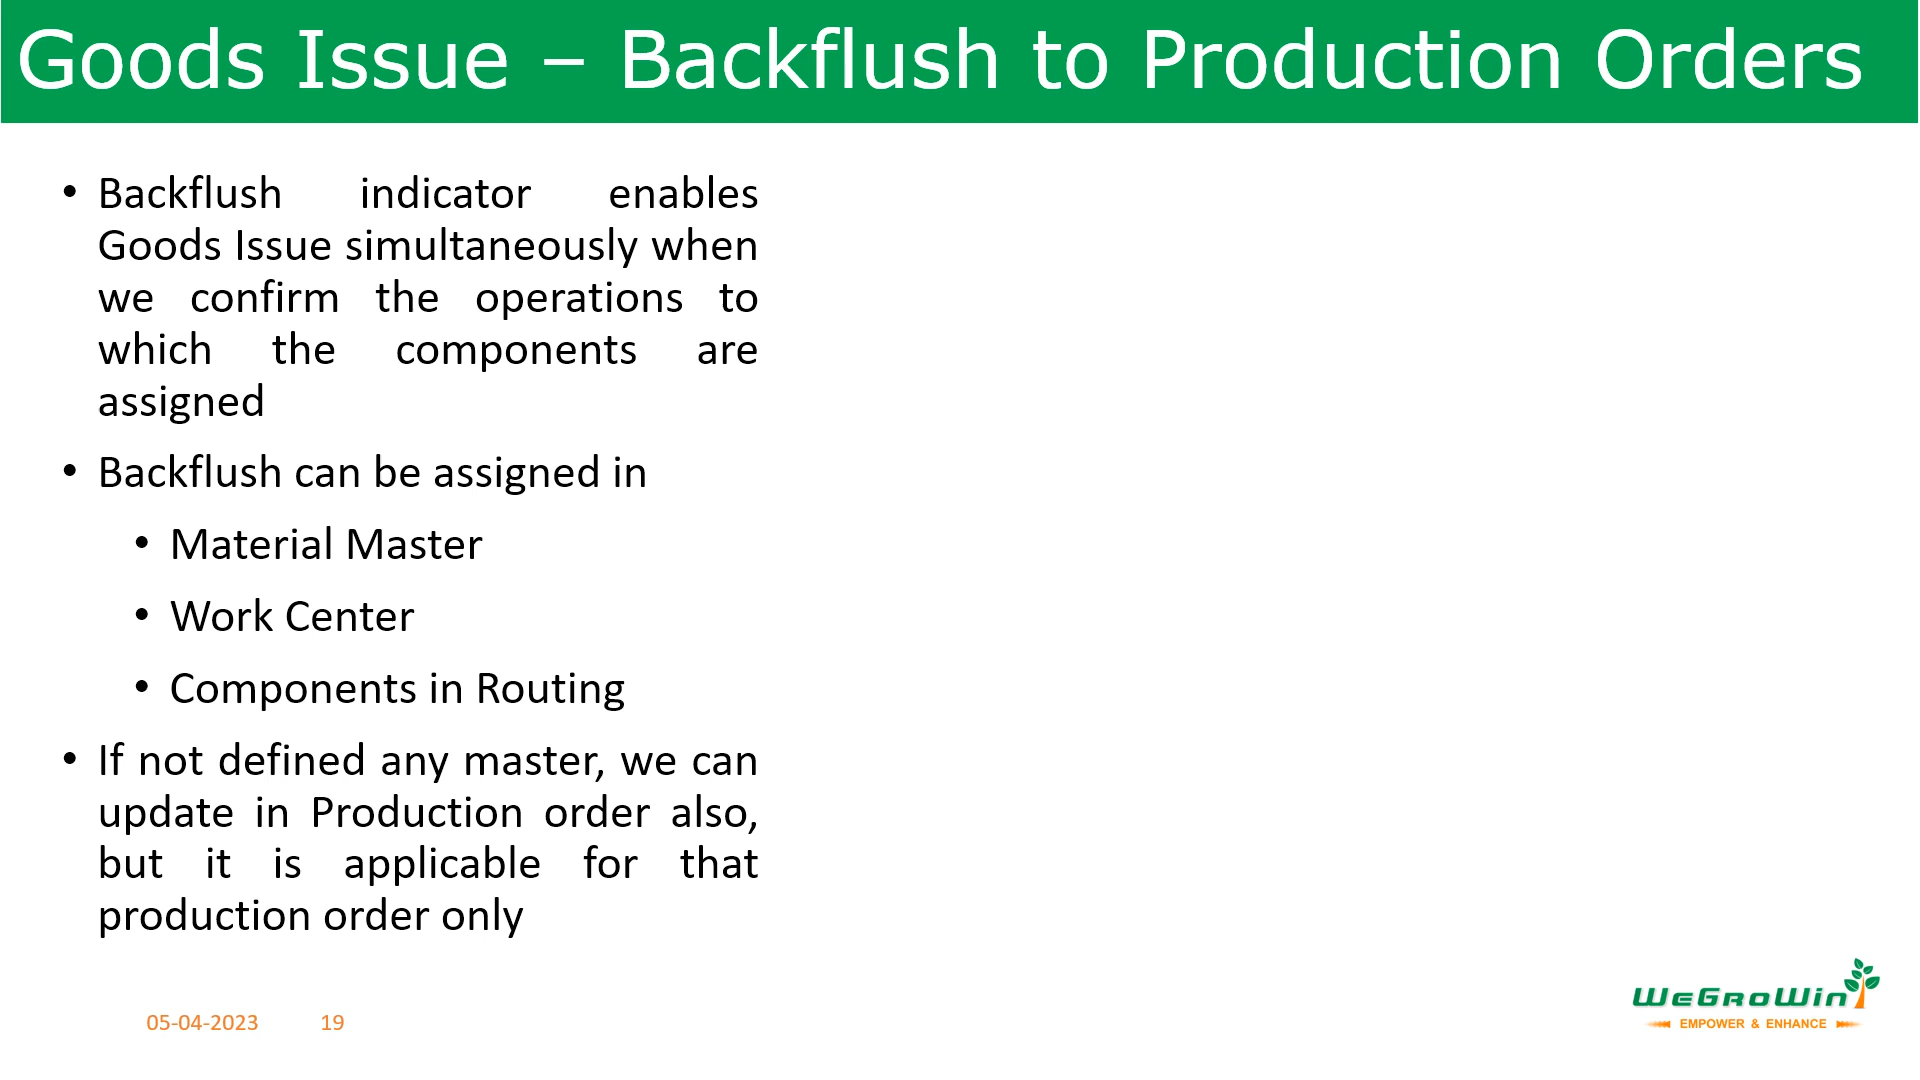 Goods Issue – Backflush to Production Orders
• Backflush indicator enables
Goods Issue simultaneously when
we confirm the operations to
which the components are
assigned
• Backflush can be assigned in
• Material Master
• Work Center
• Components in Routing
• If not defined any master, we can
update in Production order also,
but it is applicable for that
production order only
05-04-2023 19
WeGroWin
EMPOWER & ENHANCE